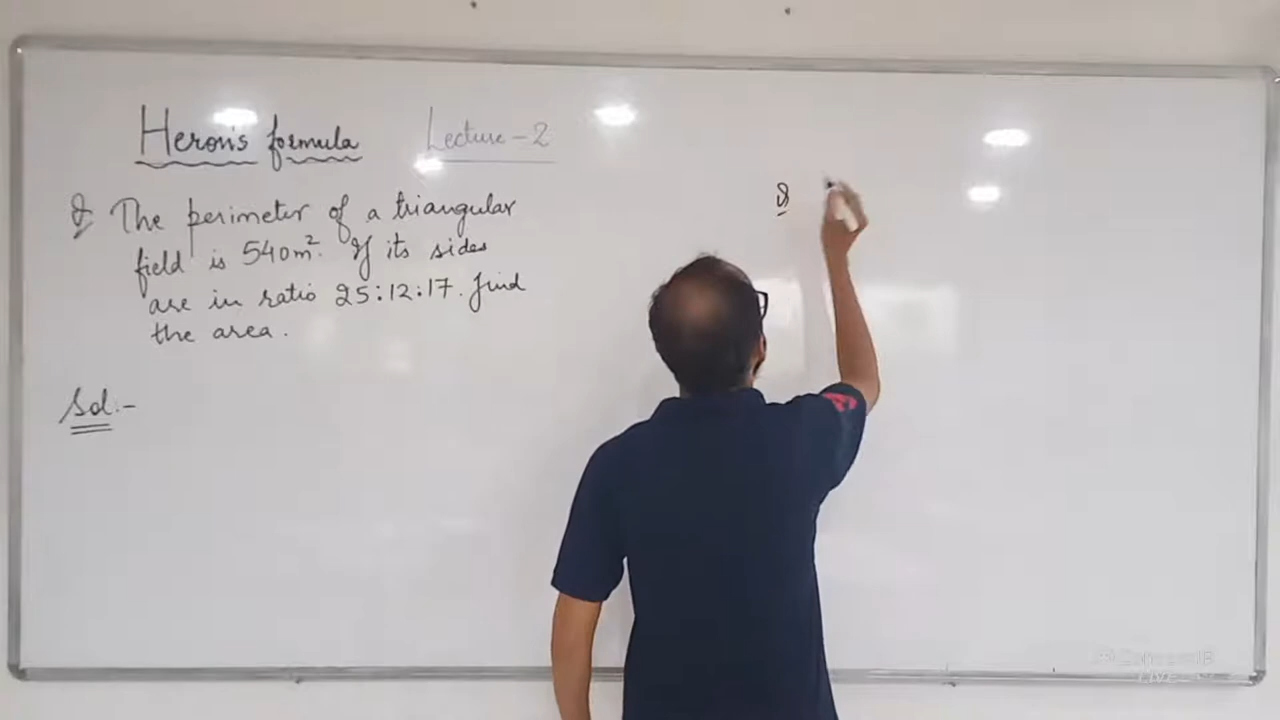 Heron's formula Lecture-2
Q The perimeter of a triangular
field is 540m². If its sides
are in ratio 25:12:17. find
the area.
Sol:-
Q
LIVE